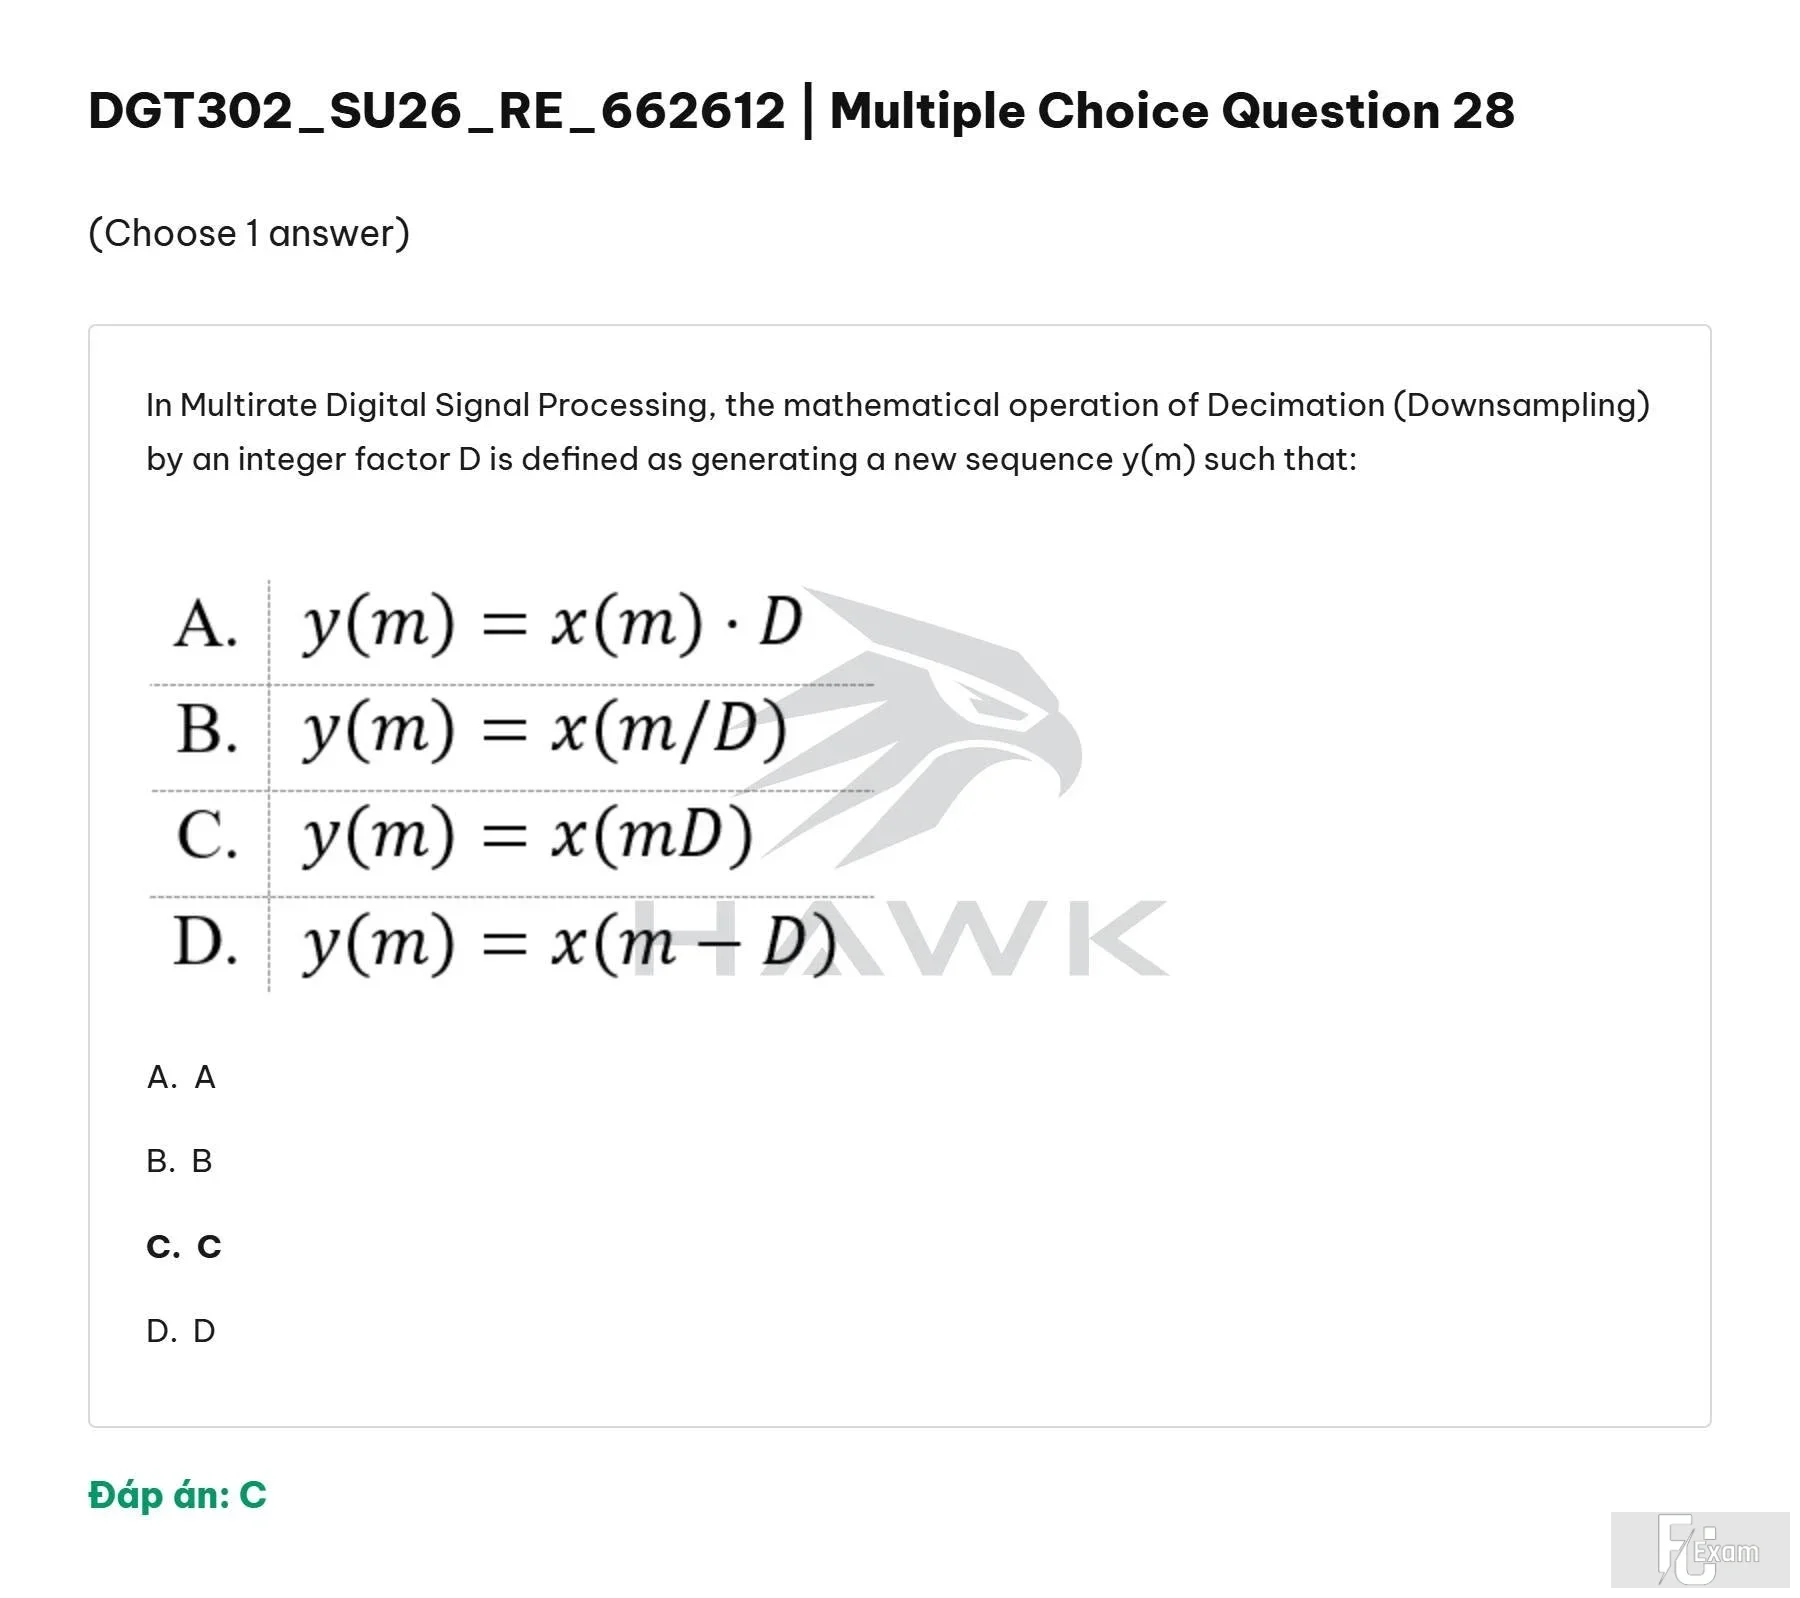 DGT302_SU26_RE_662612 | Multiple Choice Question 28
(Choose 1 answer)
In Multirate Digital Signal Processing, the mathematical operation of Decimation (Downsampling)
by an integer factor D is defined as generating a new sequence y(m) such that:
A. y(m) = x(m) · D
B. y(m) = x(m/D)
C. y(m) = x(mD)
D. y(m) = x(m − D)
HAWK
A. A
B. B
C. C
D. D
Đáp án: C
FU Exam